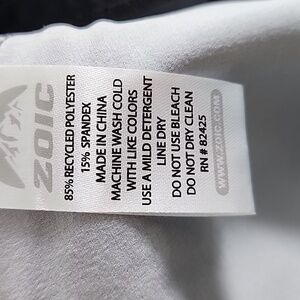 ZOIC
85% RECYCLED POLYESTER
15% SPANDEX
MADE IN CHINA
MACHINE WASH COLD
WITH LIKE COLORS
USE A MILD DETERGENT
LINE DRY
DO NOT USE BLEACH
DO NOT DRY CLEAN
RN # 82425
WWW.ZOIC.COM